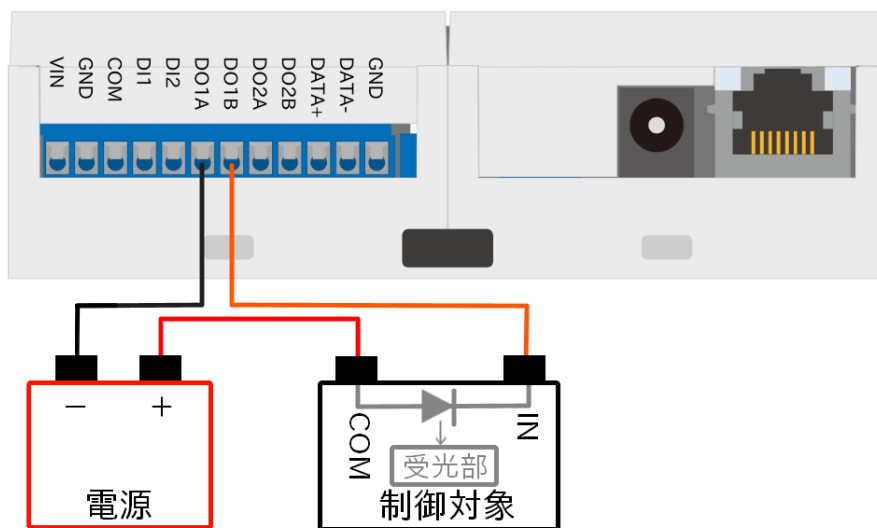 VIN
GND
COM
DI1
DI2
DO1A
DO1B
DO2A
DO2B
DATA+
DATA-
GND
− +
電源
COM
IN
受光部
制御対象